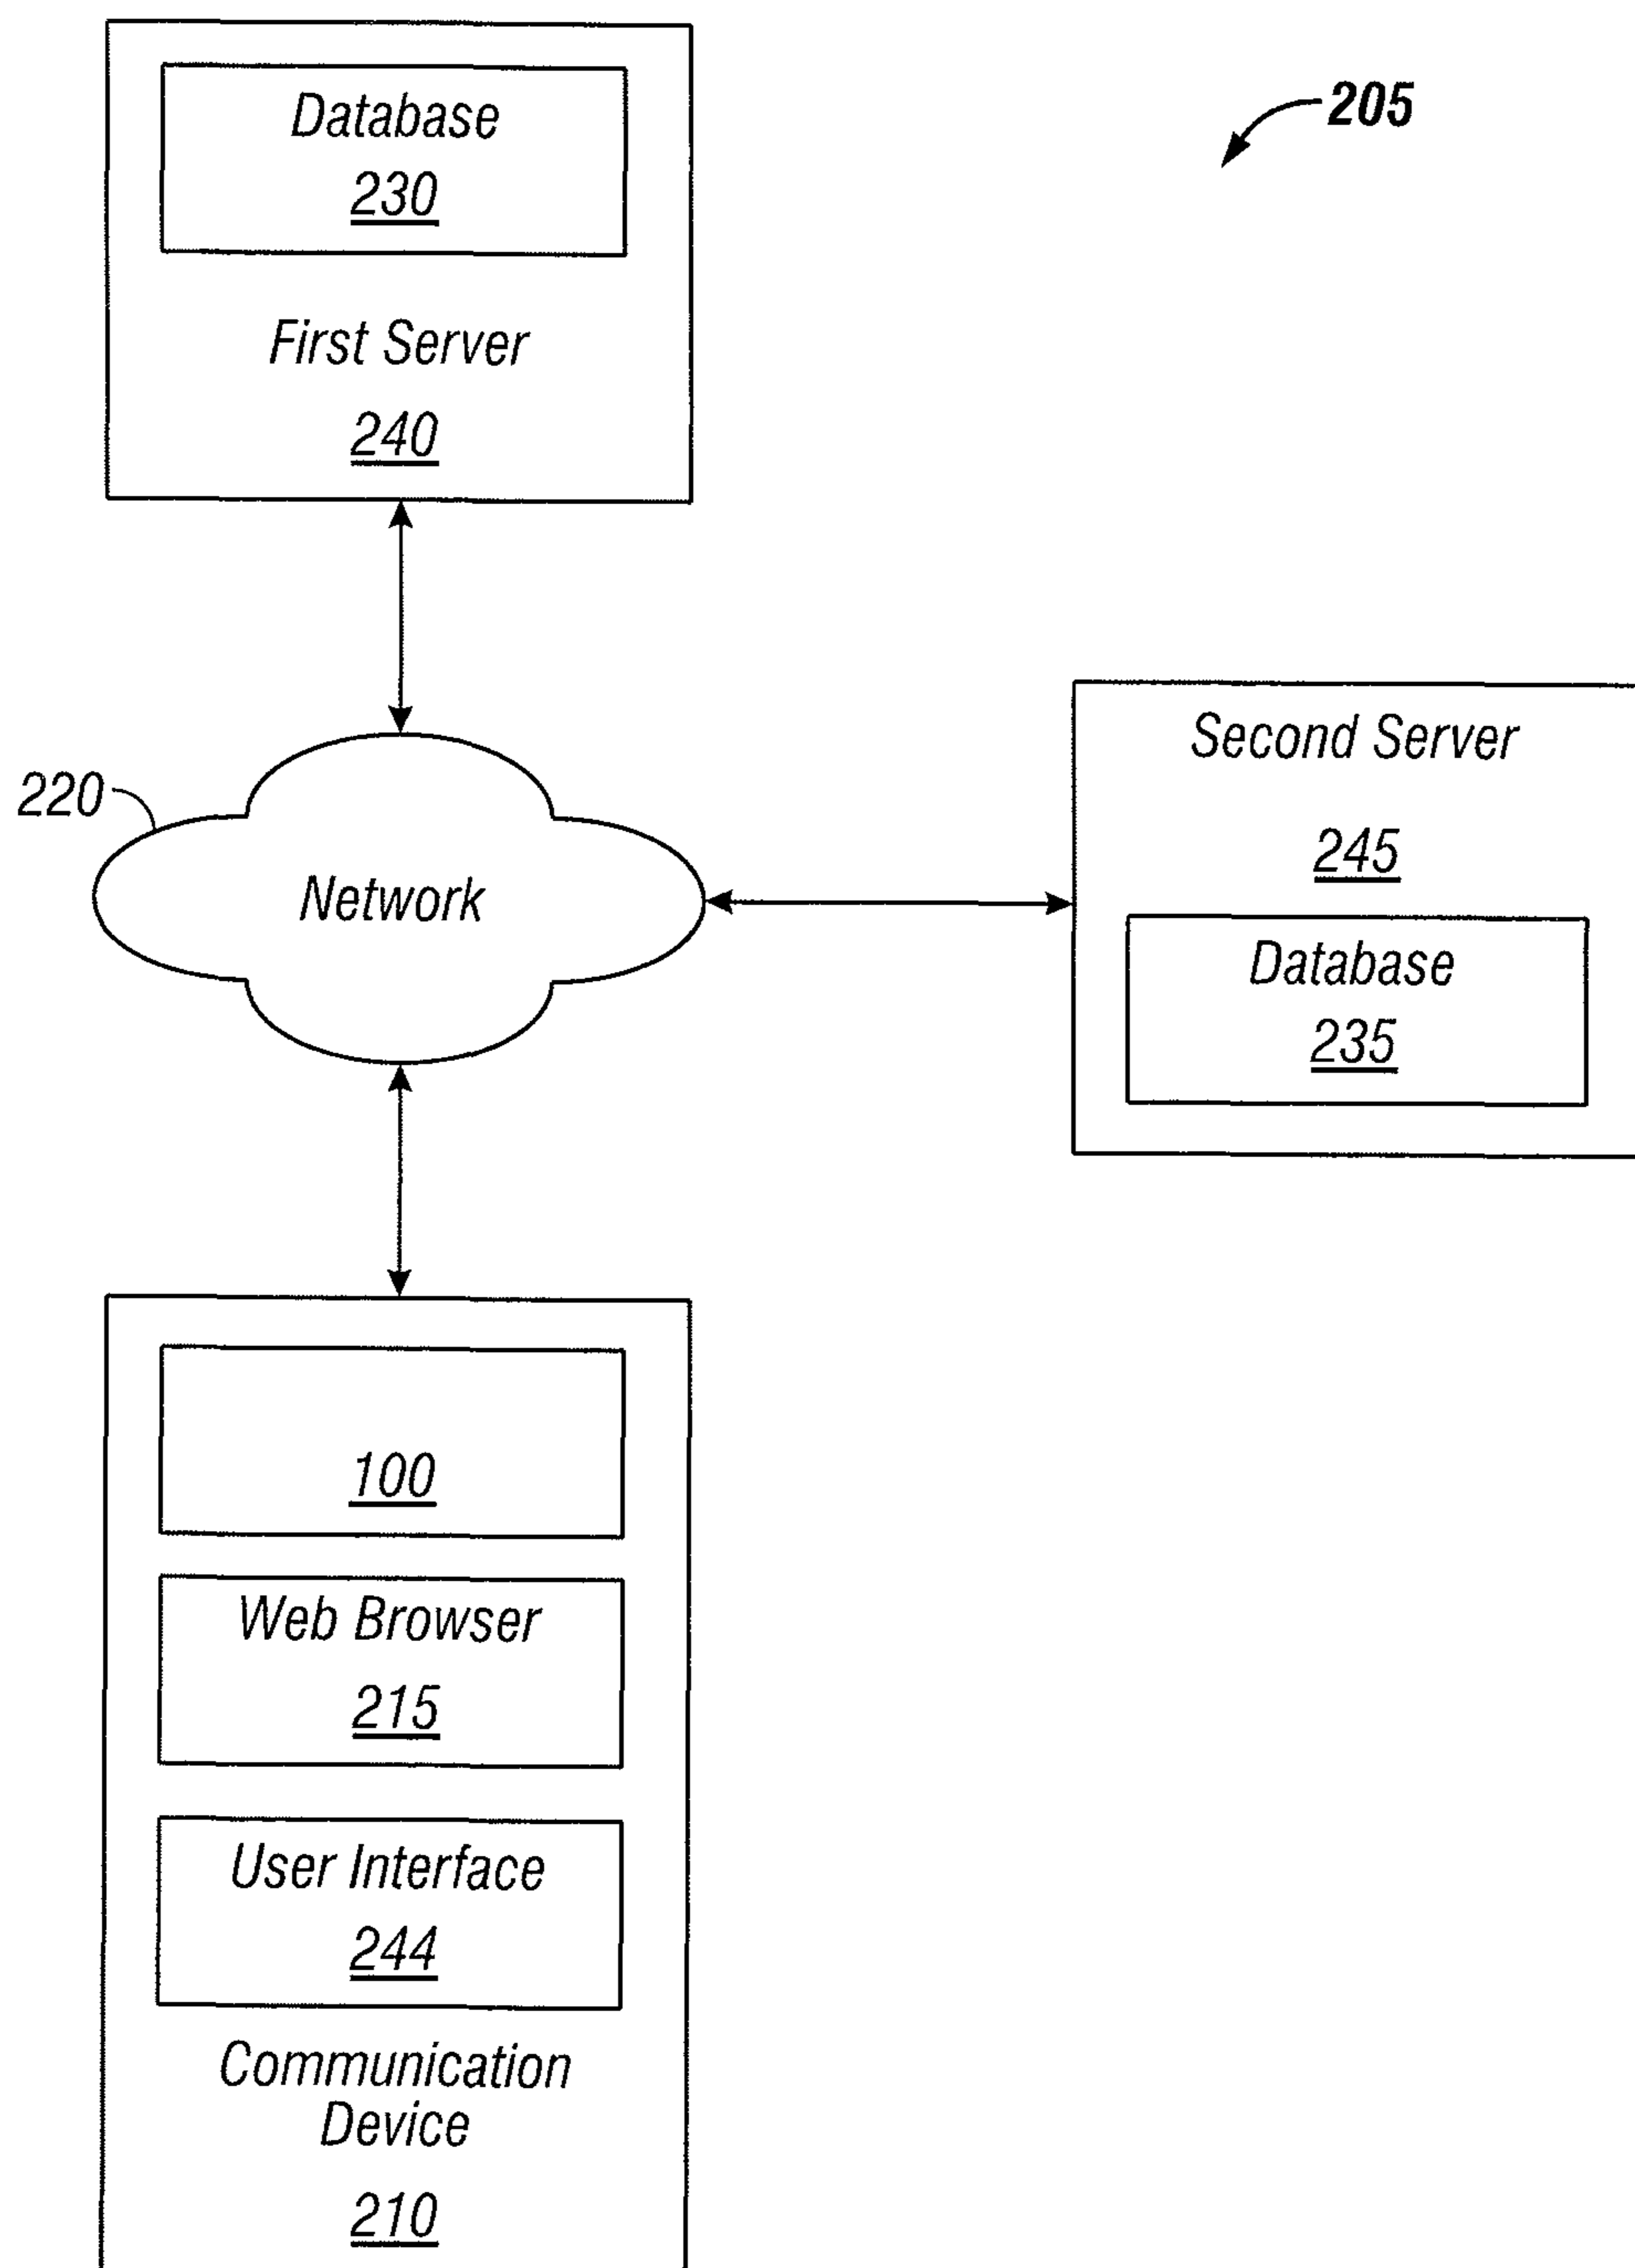 Database
230
205
First Server
240
Second Server
220
245
Network
Database
235
100
Web Browser
215
User Interface
244
Communication
Device
210